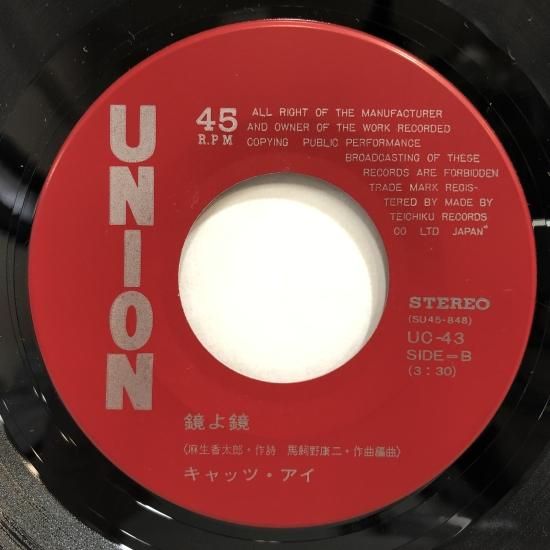 UNION
45
R.P.M
ALL RIGHT OF THE MANUFACTURER
AND OWNER OF THE WORK RECORDED
COPYING PUBLIC PERFORMANCE
BROADCASTING OF THESE
RECORDS ARE FORBIDDEN
TRADE MARK REGIS-
TERED BY MADE BY
TEICHIKU RECORDS
CO LTD JAPAN
STEREO
(SU45-848)
UC-43
SIDE=B
(3:30)
鏡よ鏡
(麻生香太郎・作詩 馬飼野康二・作曲編曲)
キャッツ・アイ